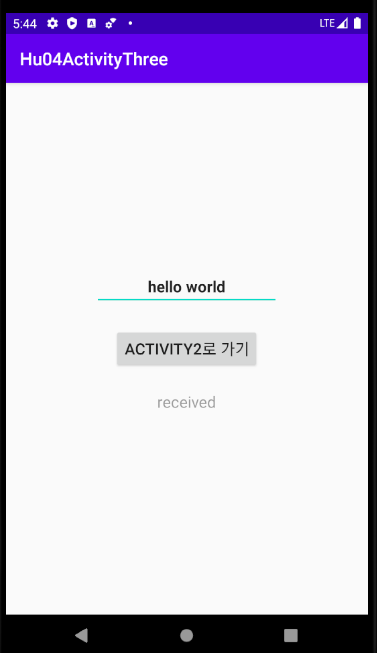 5:44
LTE
Hu04ActivityThree
hello world
ACTIVITY2로 가기
received